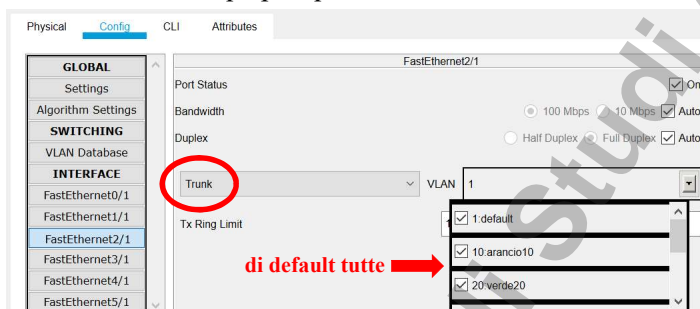 Physical Config CLI Attributes
GLOBAL
Settings
Algorithm Settings
SWITCHING
VLAN Database
INTERFACE
FastEthernet0/1
FastEthernet1/1
FastEthernet2/1
FastEthernet3/1
FastEthernet4/1
FastEthernet5/1
FastEthernet2/1
Port Status On
Bandwidth 100 Mbps 10 Mbps Auto
Duplex Half Duplex Full Duplex Auto
Trunk VLAN 1
Tx Ring Limit
1:default
10:arancio10
20:verde20
di default tutte